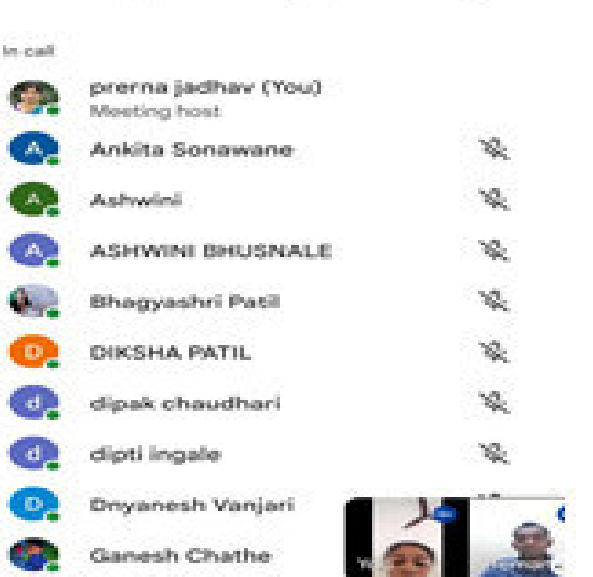 In call
prerna jadhav (You)
Meeting host
A Ankita Sonawane
A Ashwini
A ASHWINI BHUSNALE
Bhagyashri Patil
D DIKSHA PATIL
d dipak chaudhari
d dipti ingale
D Dnyanesh Vanjari
Ganesh Chathe